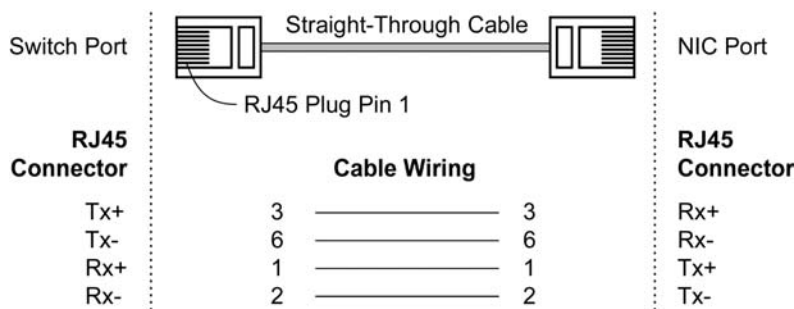 Straight-Through Cable
Switch Port NIC Port
RJ45 Plug Pin 1
RJ45 RJ45
Connector Cable Wiring Connector
Tx+ 3 3 Rx+
Tx- 6 6 Rx-
Rx+ 1 1 Tx+
Rx- 2 2 Tx-